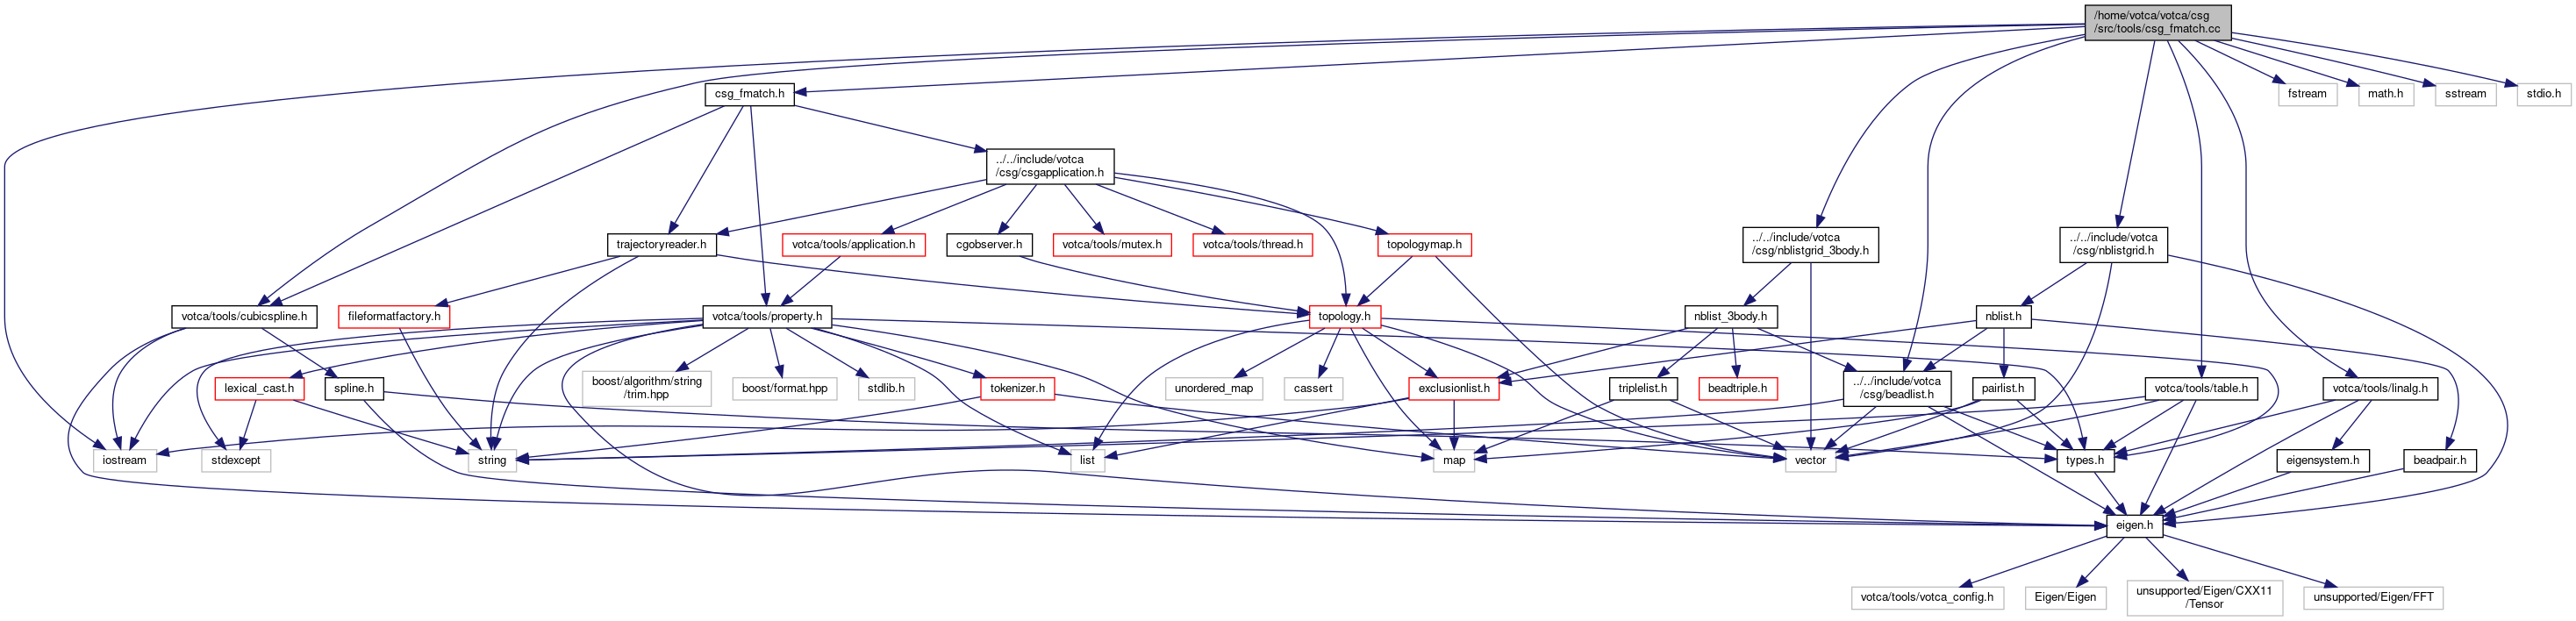 /home/votca/votca/csg
/src/tools/csg_fmatch.cc
csg_fmatch.h
fstream
math.h
sstream
stdio.h
../../include/votca
/csg/csgapplication.h
trajectoryreader.h
votca/tools/application.h
cgobserver.h
votca/tools/mutex.h
votca/tools/thread.h
topologymap.h
../../include/votca
/csg/nblistgrid_3body.h
../../include/votca
/csg/nblistgrid.h
votca/tools/cubicspline.h
fileformatfactory.h
votca/tools/property.h
topology.h
nblist_3body.h
nblist.h
lexical_cast.h
spline.h
boost/algorithm/string
/trim.hpp
boost/format.hpp
stdlib.h
tokenizer.h
unordered_map
cassert
exclusionlist.h
triplelist.h
beadtriple.h
../../include/votca
/csg/beadlist.h
pairlist.h
votca/tools/table.h
votca/tools/linalg.h
iostream
stdexcept
string
list
map
vector
types.h
eigensystem.h
beadpair.h
eigen.h
votca/tools/votca_config.h
Eigen/Eigen
unsupported/Eigen/CXX11
/Tensor
unsupported/Eigen/FFT